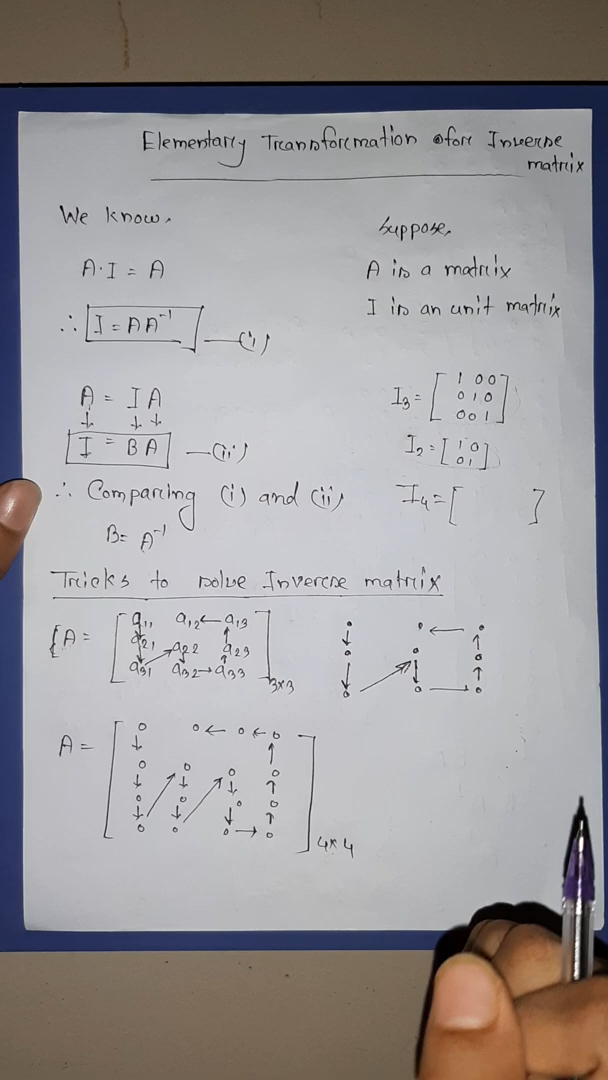 Elementary Transformation for Inverse
matrix
We know,
A·I = A
∴ I = AA⁻¹ —(i)
A = IA
↓ ↓ ↓
I = BA —(ii)
∴ Comparing (i) and (ii),
B = A⁻¹
Suppose,
A is a matrix
I is an unit matrix
I₃ = [ 1 0 0
0 1 0
0 0 1 ]
I₂ = [ 1 0
0 1 ]
I₄ = [ ]
Tricks to solve Inverse matrix
{A = [ a₁₁ a₁₂ ← a₁₃
a₂₁ a₂₂ a₂₃
a₃₁ a₃₂ → a₃₃ ] 3×3
A = [ ] 4×4